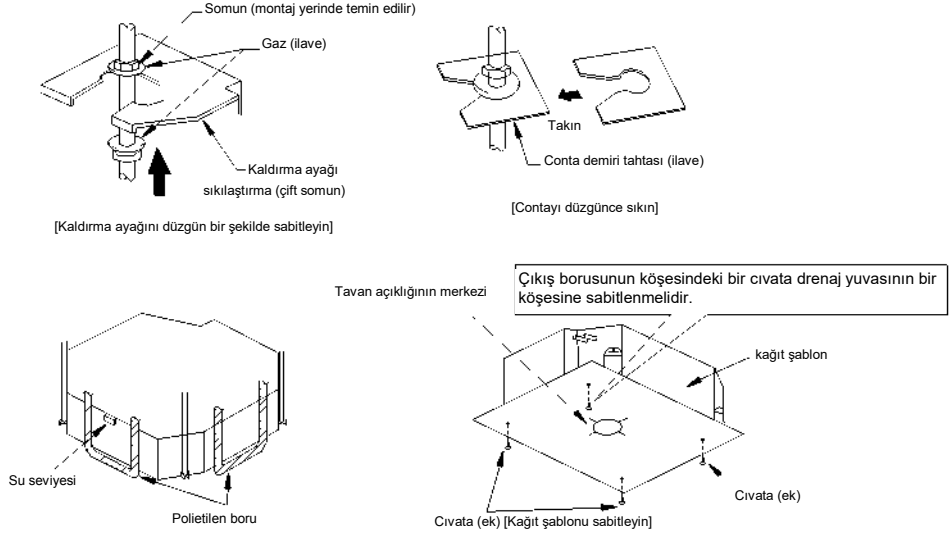 Somun (montaj yerinde temin edilir)
Gaz (ilave)
Kaldırma ayağı
sıkılaştırma (çift somun)
[Kaldırma ayağını düzgün bir şekilde sabitleyin]
Takın
Conta demiri tahtası (ilave)
[Contayı düzgünce sıkın]
Su seviyesi
Polietilen boru
Tavan açıklığının merkezi
Çıkış borusunun köşesindeki bir cıvata drenaj yuvasının bir
köşesine sabitlenmelidir.
kağıt şablon
Cıvata (ek)
Cıvata (ek) [Kağıt şablonu sabitleyin]